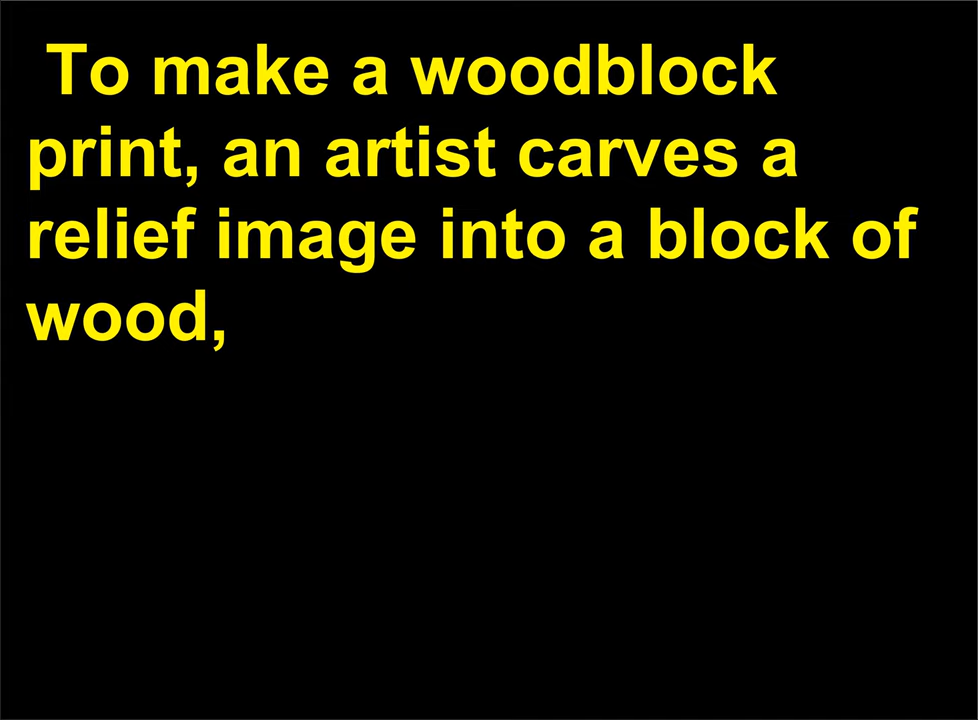 To make a woodblock
print, an artist carves a
relief image into a block of
wood,